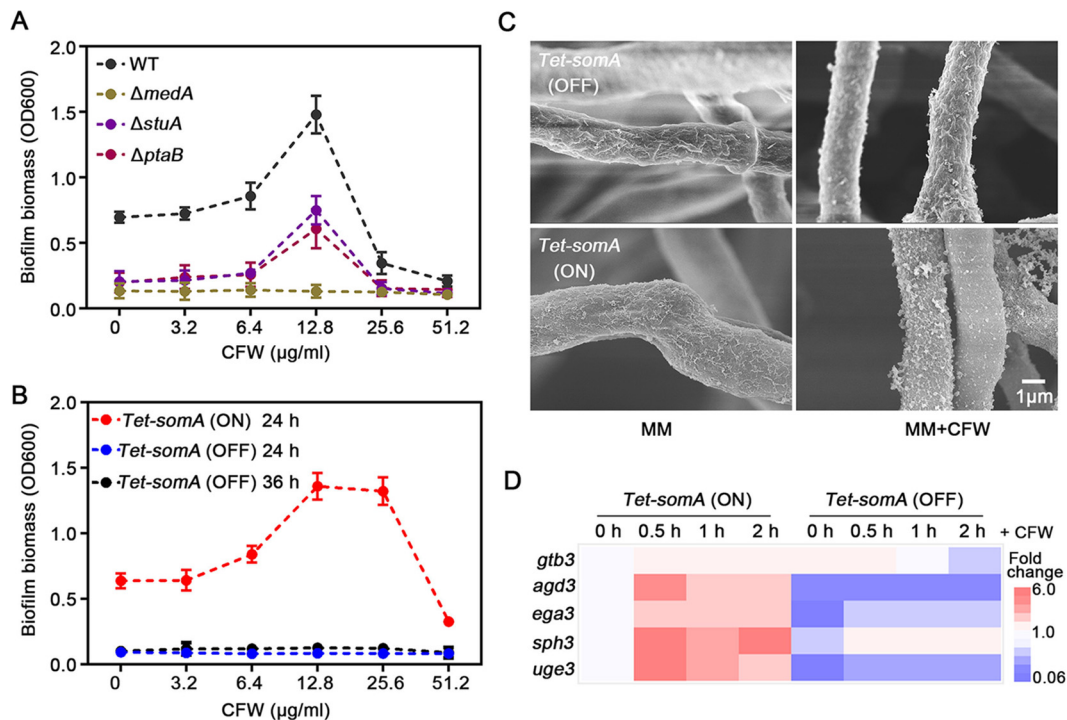 A
2.0
1.5
1.0
0.5
0.0
Biofilm biomass (OD600)
WT
ΔmedA
ΔstuA
ΔptaB
0 3.2 6.4 12.8 25.6 51.2
CFW (µg/ml)
B
2.0
1.5
1.0
0.5
0.0
Biofilm biomass (OD600)
Tet-somA (ON) 24 h
Tet-somA (OFF) 24 h
Tet-somA (OFF) 36 h
0 3.2 6.4 12.8 25.6 51.2
CFW (µg/ml)
C
Tet-somA
(OFF)
Tet-somA
(ON)
1µm
MM MM+CFW
D
Tet-somA (ON) Tet-somA (OFF)
0 h 0.5 h 1 h 2 h 0 h 0.5 h 1 h 2 h + CFW
gtb3
agd3
ega3
sph3
uge3
Fold
change
6.0
1.0
0.06